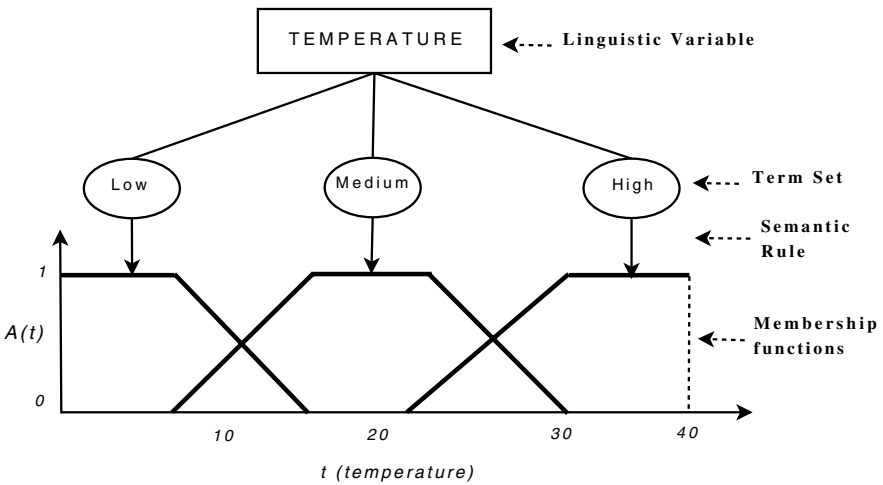 TEMPERATURE
Linguistic Variable
Low
Medium
High
Term Set
Semantic
Rule
1
A(t)
Membership
functions
0
10
20
30
40
t (temperature)